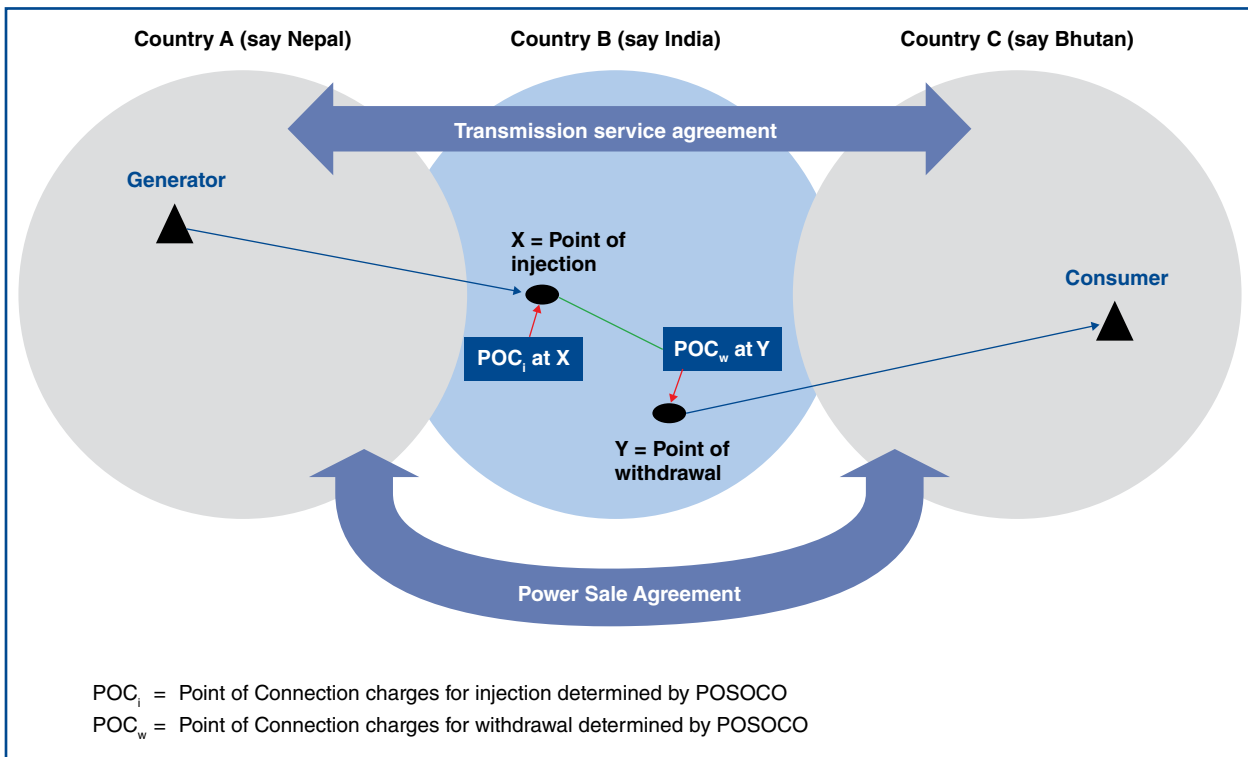 Country A (say Nepal)
Country B (say India)
Country C (say Bhutan)
Transmission service agreement
Generator
X = Point of
injection
Consumer
POCi at X
POCw at Y
Y = Point of
withdrawal
Power Sale Agreement
POCi = Point of Connection charges for injection determined by POSOCO
POCw = Point of Connection charges for withdrawal determined by POSOCO